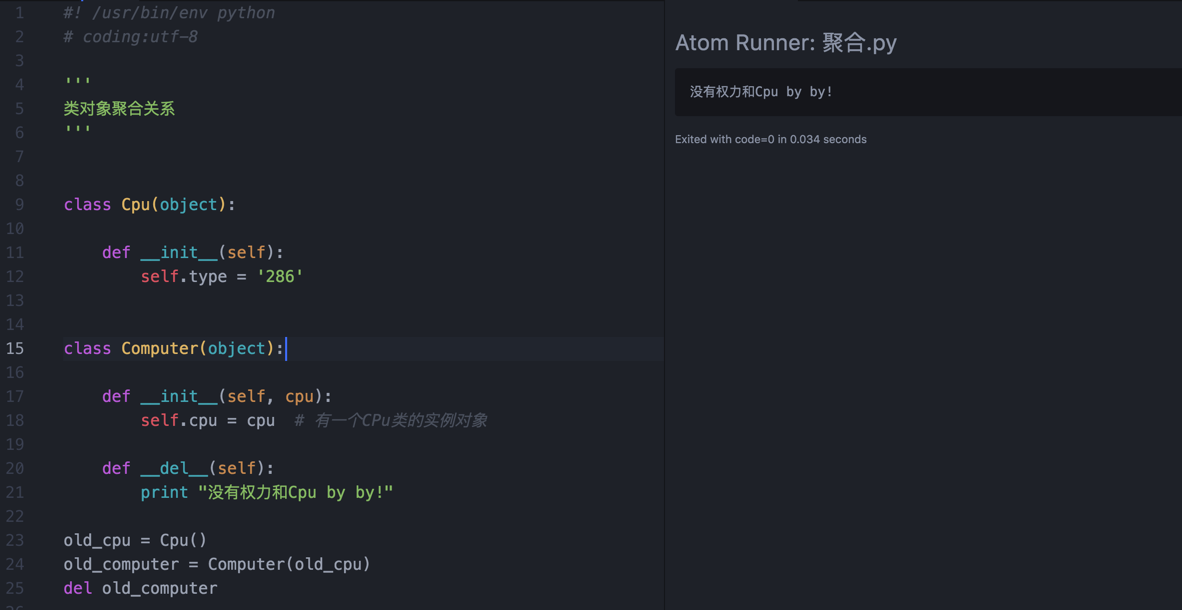 1 #! /usr/bin/env python
2 # coding:utf-8
3
4 '''
5 类对象聚合关系
6 '''
7
8
9 class Cpu(object):
10
11     def __init__(self):
12         self.type = '286'
13
14
15 class Computer(object):
16
17     def __init__(self, cpu):
18         self.cpu = cpu  # 有一个CPu类的实例对象
19
20     def __del__(self):
21         print "没有权力和Cpu by by!"
22
23 old_cpu = Cpu()
24 old_computer = Computer(old_cpu)
25 del old_computer
Atom Runner: 聚合.py
没有权力和Cpu by by!
Exited with code=0 in 0.034 seconds